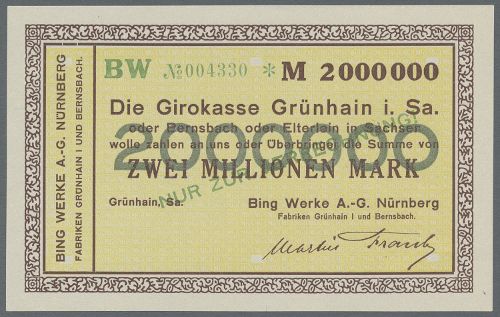 BING WERKE A.-G. NÜRNBERG
FABRIKEN GRÜNHAIN I UND BERNSBACH.
BW №004330 * M 2000000
Die Girokasse Grünhain i. Sa.
oder Bernsbach oder Elterlein in Sachsen
2000000
wolle zahlen an uns oder Überbringer die Summe von
ZWEI MILLIONEN MARK
NUR ZUR VERRECHNUNG!
Grünhain, Sa.
Bing Werke A.-G. Nürnberg
Fabriken Grünhain I und Bernsbach.